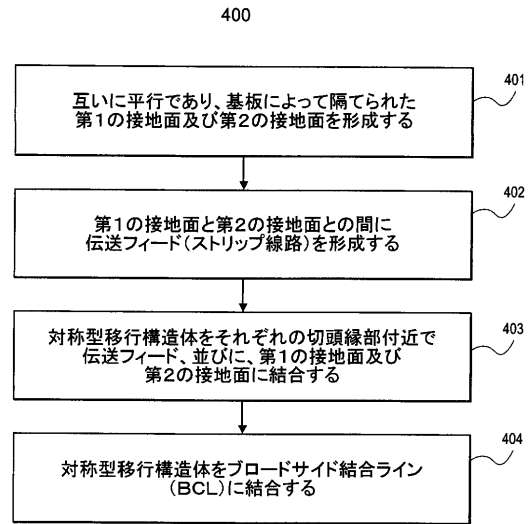 400
互いに平行であり、基板によって隔てられた
第1の接地面及び第2の接地面を形成する
401
第1の接地面と第2の接地面との間に
伝送フィード(ストリップ線路)を形成する
402
対称型移行構造体をそれぞれの切頭縁部付近で
伝送フィード、並びに、第1の接地面及び
第2の接地面に結合する
403
対称型移行構造体をブロードサイド結合ライン
(BCL)に結合する
404